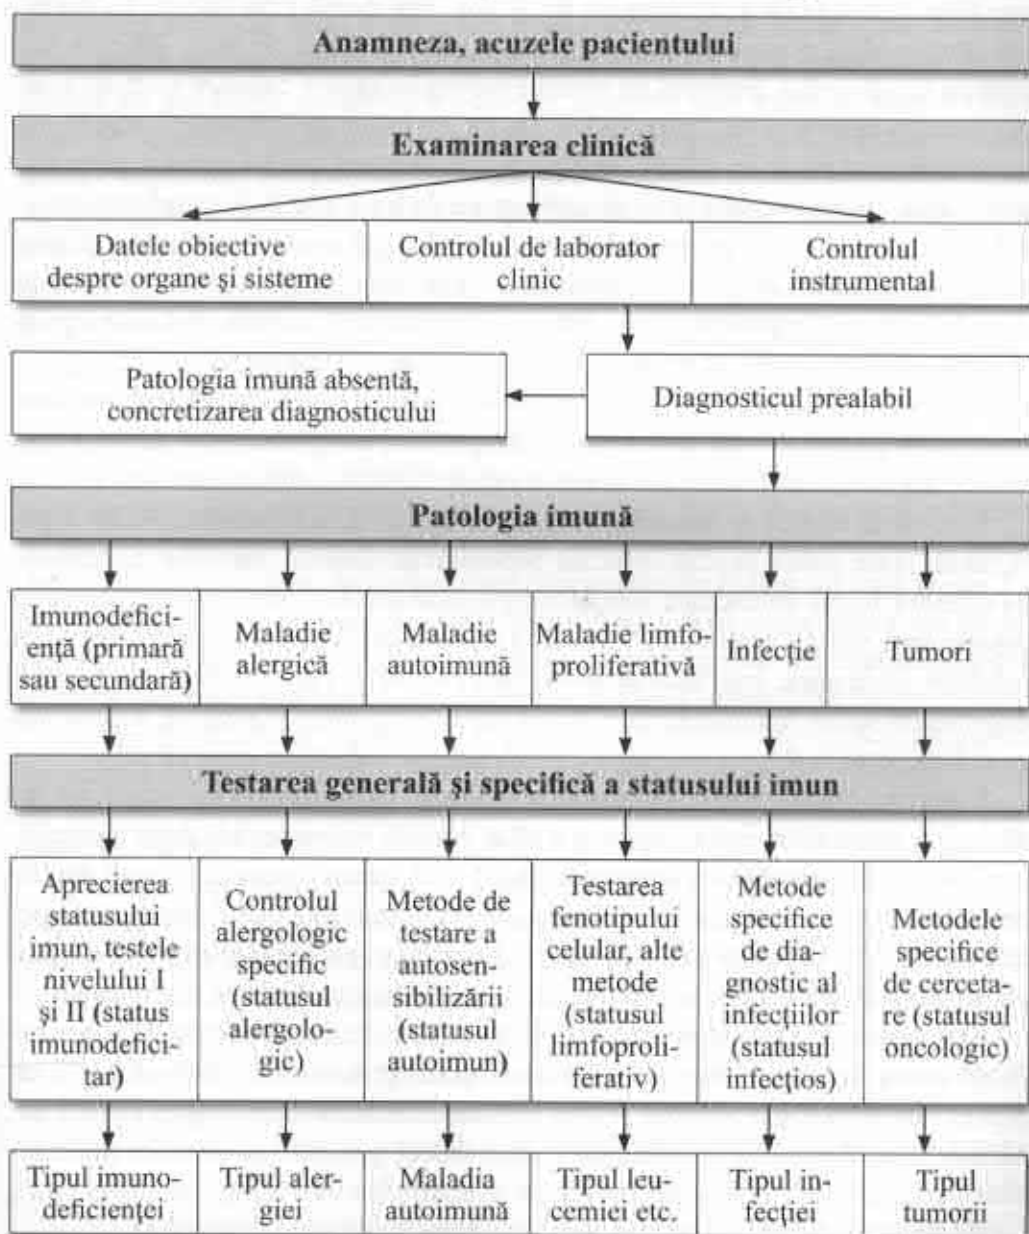 Anamneza, acuzele pacientului
Examinarea clinică
Datele obiective
despre organe şi sisteme
Controlul de laborator
clinic
Controlul
instrumental
Patologia imună absentă,
concretizarea diagnosticului
Diagnosticul prealabil
Patologia imună
Imunodefici-
enţă (primară
sau secundară)
Maladie
alergică
Maladie
autoimună
Maladie limfo-
proliferativă
Infecţie
Tumori
Testarea generală şi specifică a statusului imun
Aprecierea
statusului
imun, testele
nivelului I
şi II (status
imunodefici-
tar)
Controlul
alergologic
specific
(statusul
alergolo-
gic)
Metode de
testare a
autosen-
sibilizării
(statusul
autoimun)
Testarea
fenotipului
celular, alte
metode
(statusul
limfoproli-
ferativ)
Metode
specifice
de dia-
gnostic al
infecţiilor
(statusul
infecţios)
Metodele
specifice
de cerceta-
re (statusul
oncologic)
Tipul imuno-
deficienţei
Tipul aler-
giei
Maladia
autoimună
Tipul leu-
cemiei etc.
Tipul in-
fecţiei
Tipul
tumorii